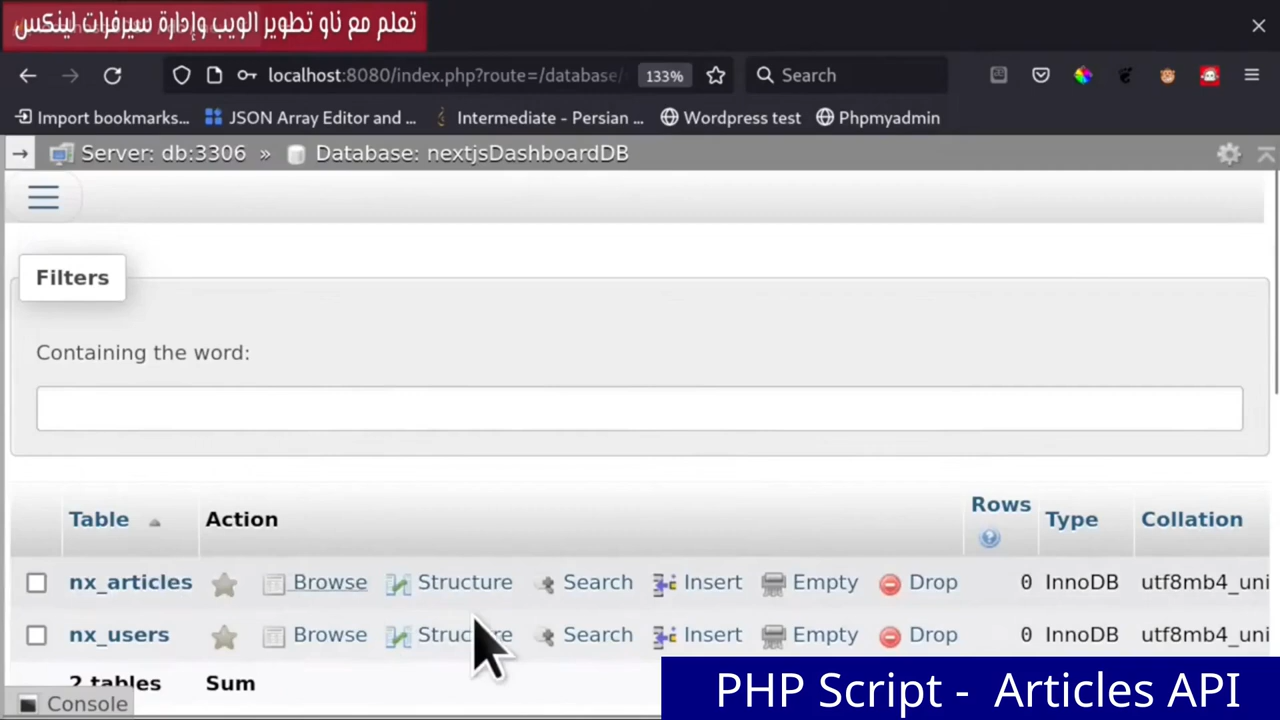 تعلم مع ناو تطوير الويب وإدارة سيرفرات لينكس
localhost:8080/index.php?route=/database/
133%
Search
Import bookmarks...
JSON Array Editor and ...
Intermediate - Persian ...
Wordpress test
Phpmyadmin
Server: db:3306 » Database: nextjsDashboardDB
Filters
Containing the word:
Table Action Rows Type Collation
nx_articles Browse Structure Search Insert Empty Drop 0 InnoDB utf8mb4_uni
nx_users Browse Structure Search Insert Empty Drop 0 InnoDB utf8mb4_uni
2 tables Sum
Console
PHP Script - Articles API